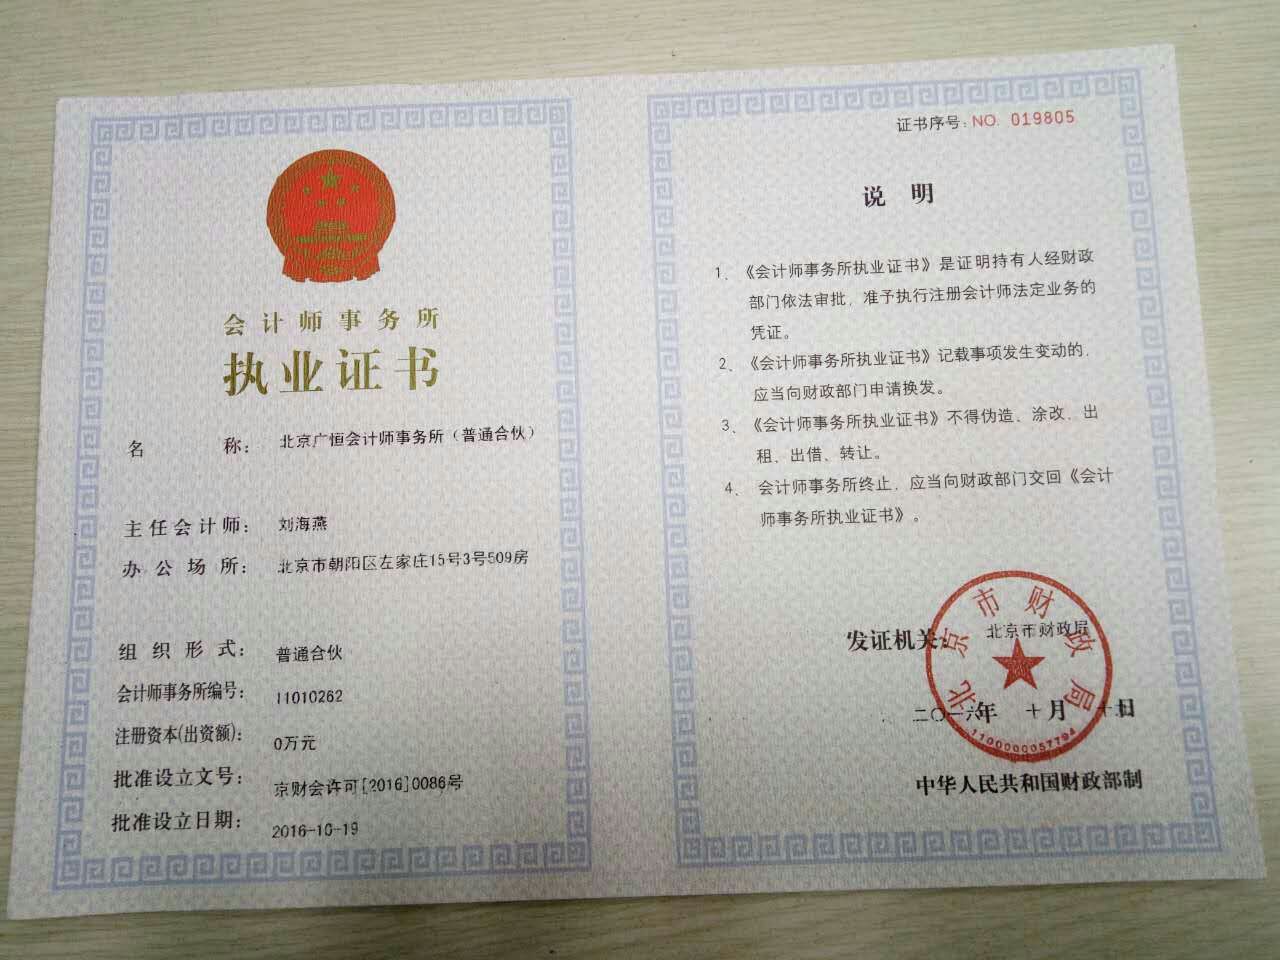 会计师事务所
执业证书
名 称： 北京广恒会计师事务所（普通合伙）
主任会计师： 刘海燕
办公场所： 北京市朝阳区左家庄15号3号509房
组织形式： 普通合伙
会计师事务所编号： 11010262
注册资本(出资额)： 0万元
批准设立文号： 京财会许可[2016]0086号
批准设立日期： 2016-10-19
证书序号：NO. 019805
说 明
1、《会计师事务所执业证书》是证明持有人经财政
部门依法审批，准予执行注册会计师法定业务的
凭证。
2、《会计师事务所执业证书》记载事项发生变动的，
应当向财政部门申请换发。
3、《会计师事务所执业证书》不得伪造、涂改、出
租、出借、转让。
4、 会计师事务所终止，应当向财政部门交回《会计
师事务所执业证书》。
发证机关： 北京市财政局
北京市财政局
二〇一六年 十月 日
1100000057794
中华人民共和国财政部制